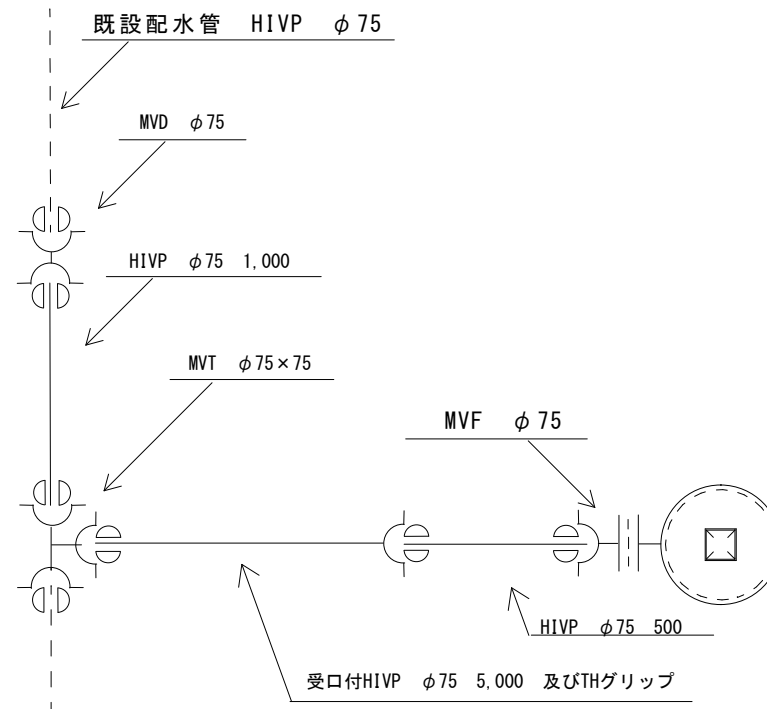 既設配水管　HIVP　φ75
MVD　φ75
HIVP　φ75　1,000
MVT　φ75×75
MVF　φ75
HIVP　φ75　500
受口付HIVP　φ75　5,000　及びTHグリップ